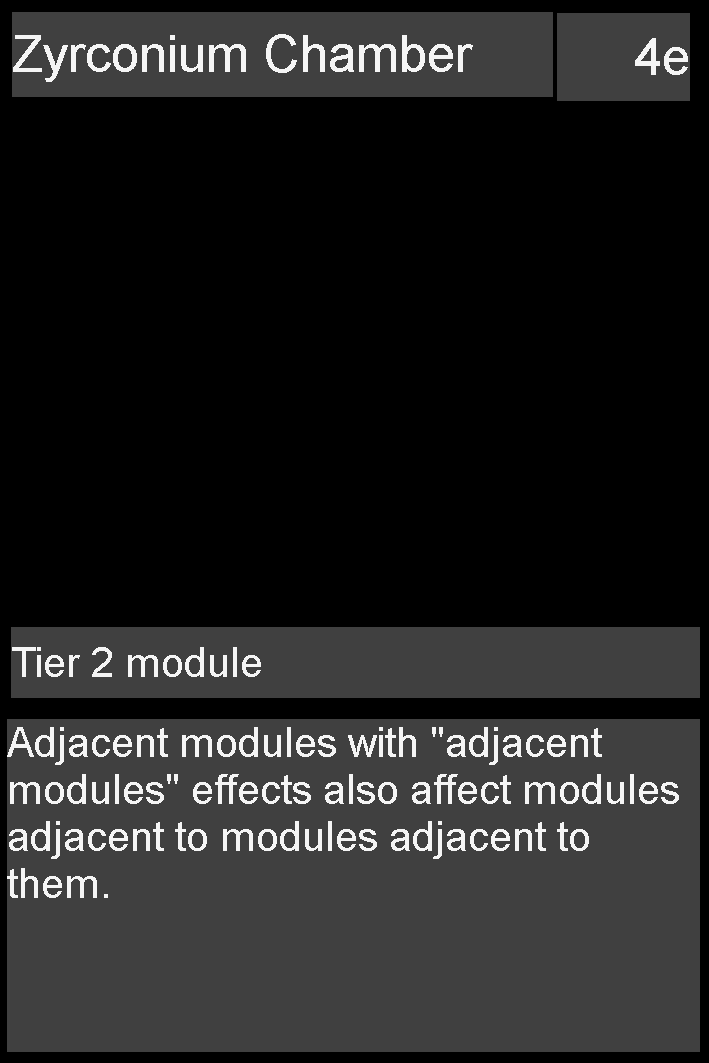 Zyrconium Chamber
4e
Tier 2 module
Adjacent modules with "adjacent
modules" effects also affect modules
adjacent to modules adjacent to
them.